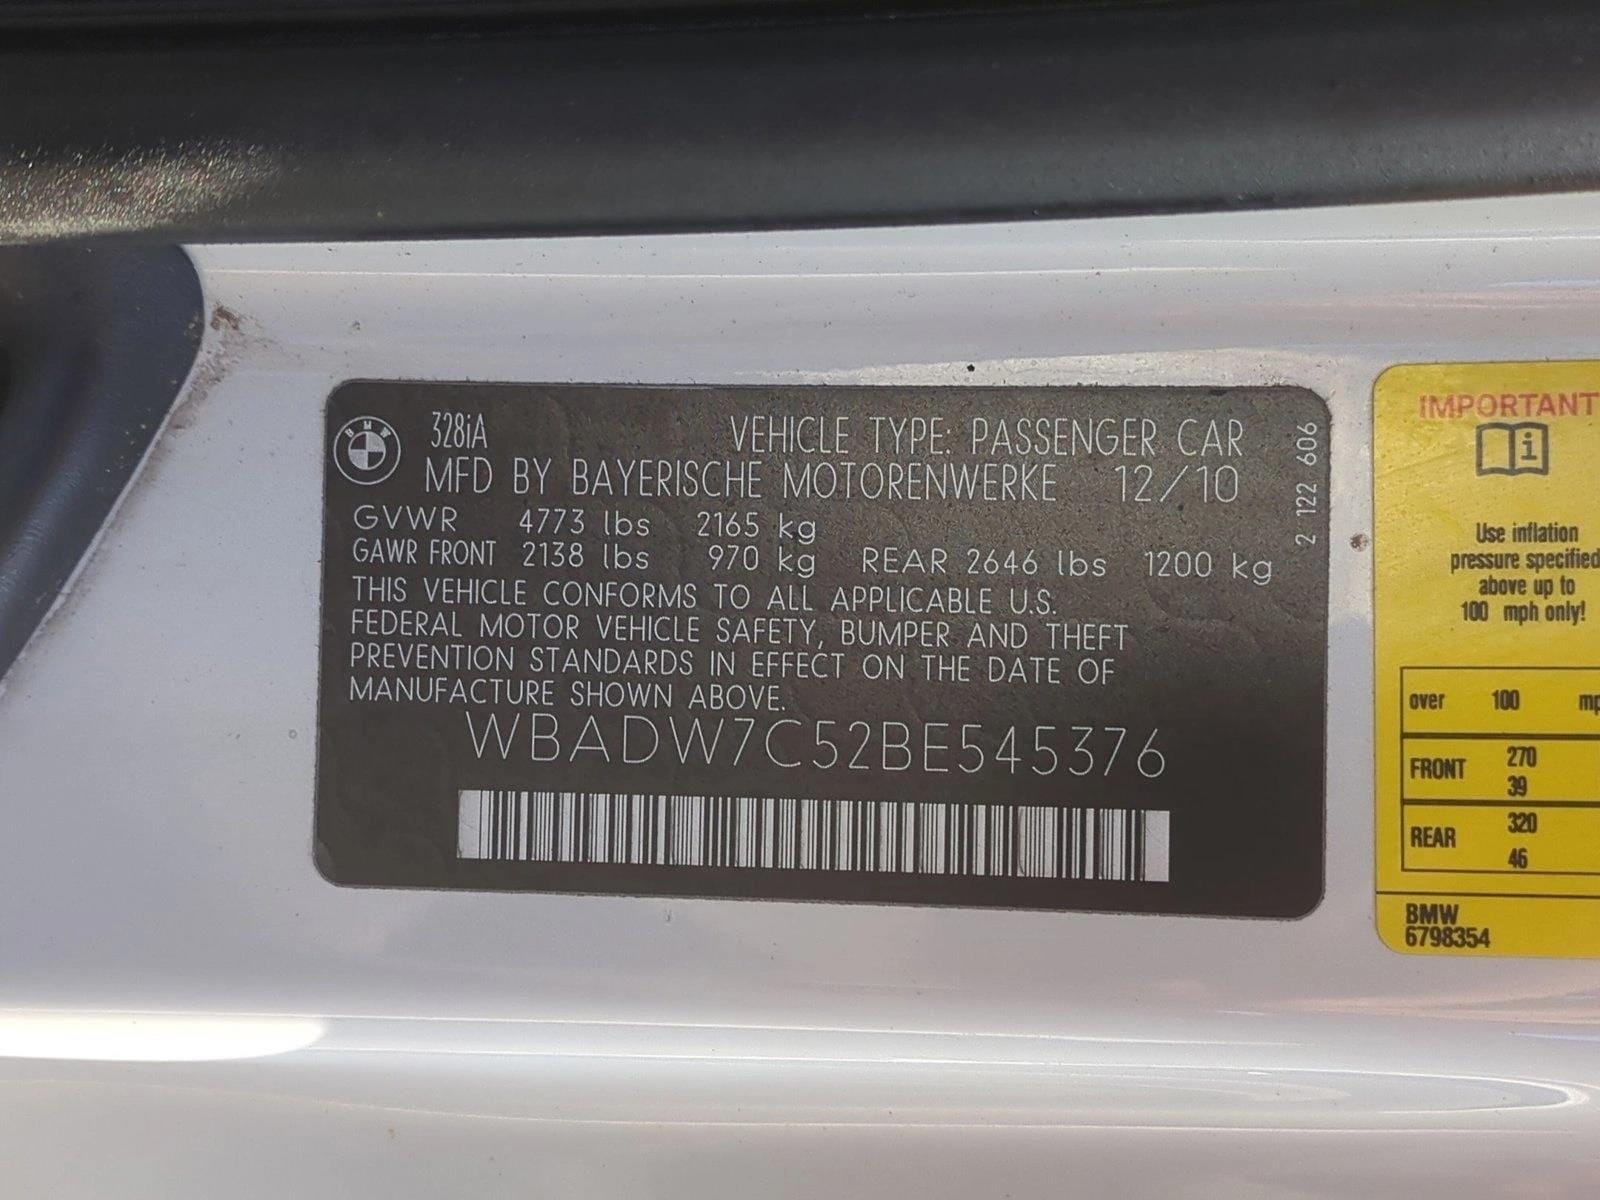 BMW
328iA VEHICLE TYPE: PASSENGER CAR
MFD BY BAYERISCHE MOTORENWERKE 12/10
GVWR 4773 lbs 2165 kg
GAWR FRONT 2138 lbs 970 kg REAR 2646 lbs 1200 kg
THIS VEHICLE CONFORMS TO ALL APPLICABLE U.S.
FEDERAL MOTOR VEHICLE SAFETY, BUMPER AND THEFT
PREVENTION STANDARDS IN EFFECT ON THE DATE OF
MANUFACTURE SHOWN ABOVE.
WBADW7C52BE545376
2 122 606
IMPORTANT
i
Use inflation
pressure specified
above up to
100 mph only!
over 100 mp
FRONT 270
39
REAR 320
46
BMW
6798354